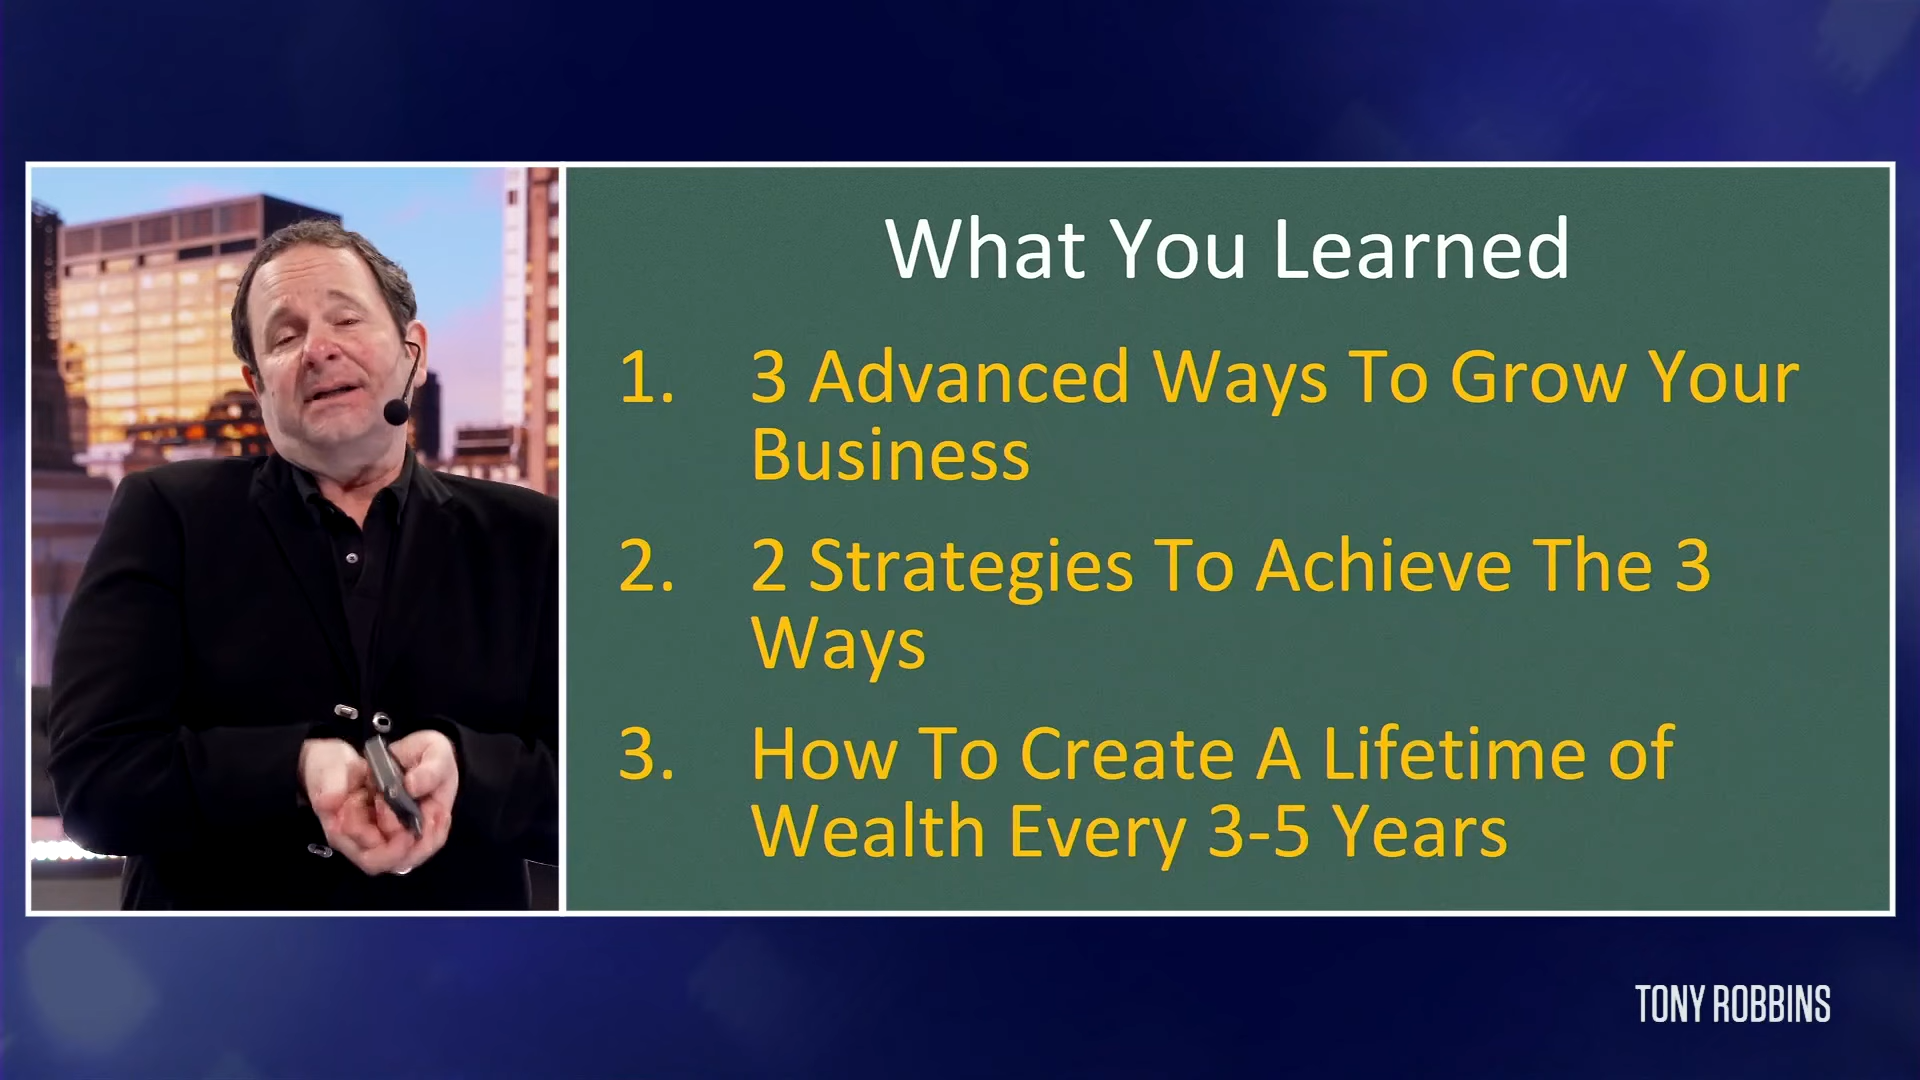 What You Learned
1. 3 Advanced Ways To Grow Your
Business
2. 2 Strategies To Achieve The 3
Ways
3. How To Create A Lifetime of
Wealth Every 3-5 Years
TONY ROBBINS